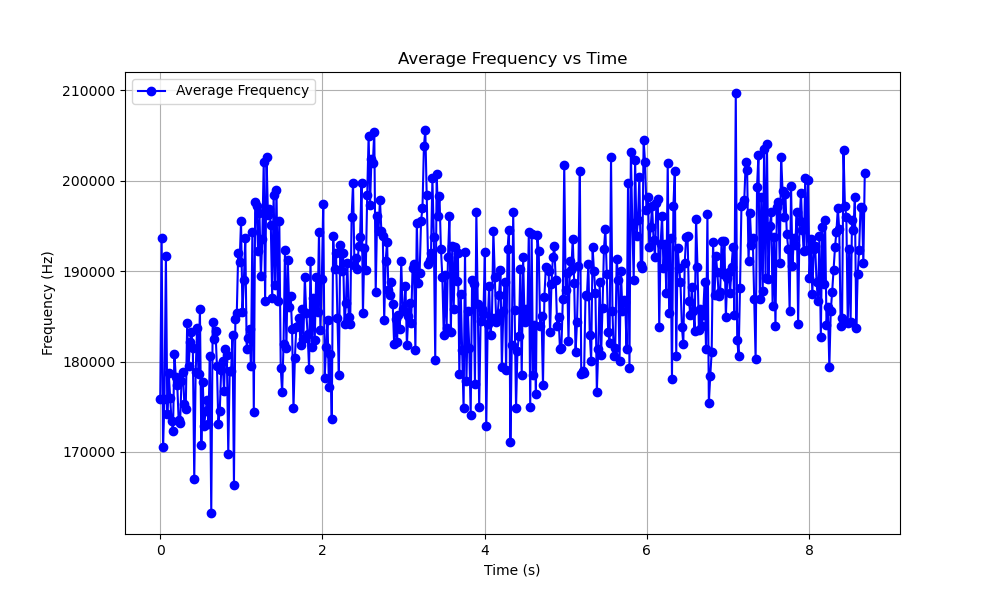 Average Frequency vs Time
Average Frequency
210000
200000
190000
180000
170000
Frequency (Hz)
0 2 4 6 8
Time (s)